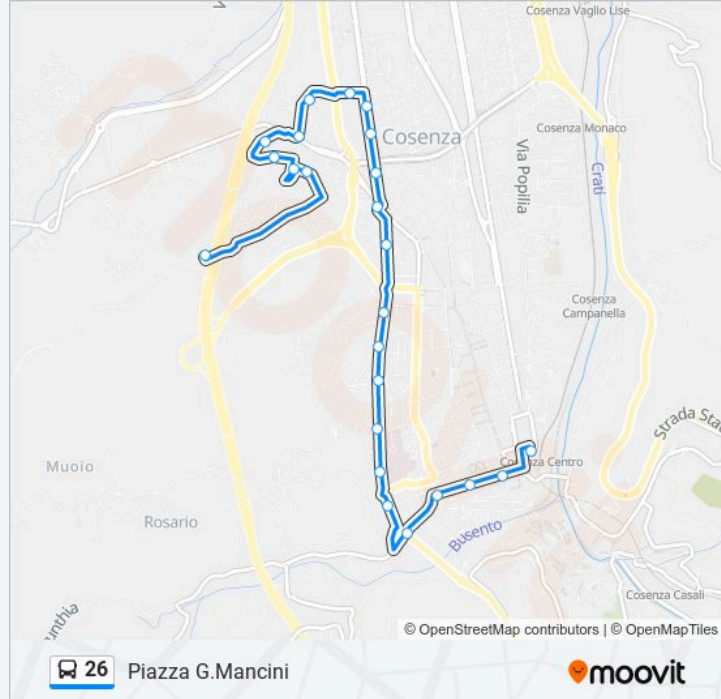 Cosenza Vaglio Lise
Cosenza
Cosenza Monaco
Via Popilia
Crati
Cosenza
Campanella
Strada Stat
Muoio
Cosenza Centro
Rosario
Busento
Cosenza Casali
unthia
© OpenStreetMap contributors | © OpenMapTiles
26 Piazza G.Mancini
moovit